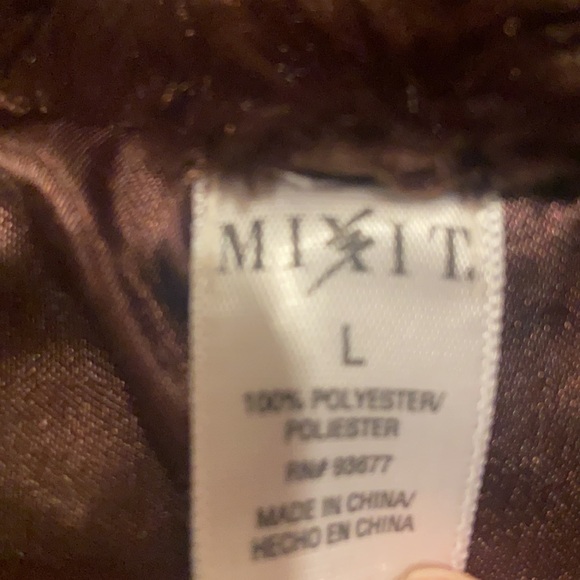 MIXIT.
L
100% POLYESTER/
POLIESTER
RN# 93677
MADE IN CHINA/
HECHO EN CHINA